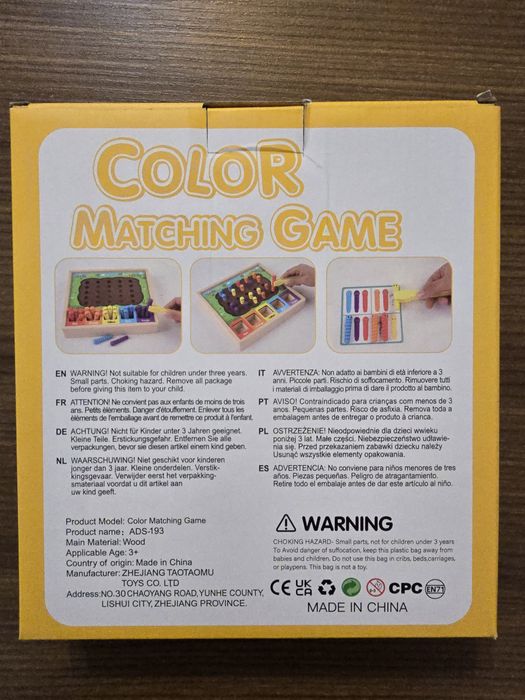 COLOR
MATCHING GAME
EN WARNING! Not suitable for children under three years.
Small parts. Choking hazard. Remove all package
before giving this item to your child.
FR ATTENTION! Ne convient pas aux enfants de moins de trois
ans. Petits éléments. Danger d'étouffement. Enlever tous les
éléments de l'emballage avant de remettre ce produit à l'enfant.
DE ACHTUNG! Nicht für Kinder unter 3 Jahren geeignet.
Kleine Teile. Erstickungsgefahr. Entfernen Sie alle
verpackungen, bevor sie diesen artikel einem kind geben.
NL WAARSCHUWING! Niet geschikt voor kinderen
jonger dan 3 jaar. Kleine onderdelen. Verstik-
kingsgevaar. Verwijder eerst het verpakking-
smateriaal voordat u dit artikel aan
uw kind geeft.
IT AVVERTENZA: Non adatto ai bambini di età inferiore a 3
anni. Piccole parti. Rischio di soffocamento. Rimuovere tutti
i materiali di imballaggio prima di dare il prodotto al bambino.
PT AVISO! Contraindicado para crianças com menos de 3
anos. Pequenas partes. Risco de asfixia. Remova toda a
embalagem antes de entregar o produto à criança.
PL OSTRZEŻENIE! Nieodpowiednie dla dzieci wwieku
poniżej 3 lat. Małe części. Niebezpieczeństwo udławie-
nia się. Przed przekazaniem zabawki dziecku należy
Usunąć wszystkie elementy opakowania.
ES ADVERTENCIA: No conviene para niños menores de tres
años. Piezas pequeñas. Peligro de atragantamiento.
Retire todo el embalaje antes de dar este artículo al niño.
Product Model: Color Matching Game
Product name: ADS-193
Main Material: Wood
Applicable Age: 3+
Country of origin: Made in China
Manufacturer: ZHEJIANG TAOTAOMU
TOYS CO. LTD
Address:NO.30 CHAOYANG ROAD,YUNHE COUNTY,
LISHUI CITY, ZHEJIANG PROVINCE.
WARNING
CHOKING HAZARD- Small parts, not for children under 3 years
To Avoid danger of suffocation, keep this plastic bag away from
babies and children. Do not use this bag in cribs, beds,carriages,
or playpens. This bag is not a toy.
CE UK CA 0-3 CPC EN71
MADE IN CHINA